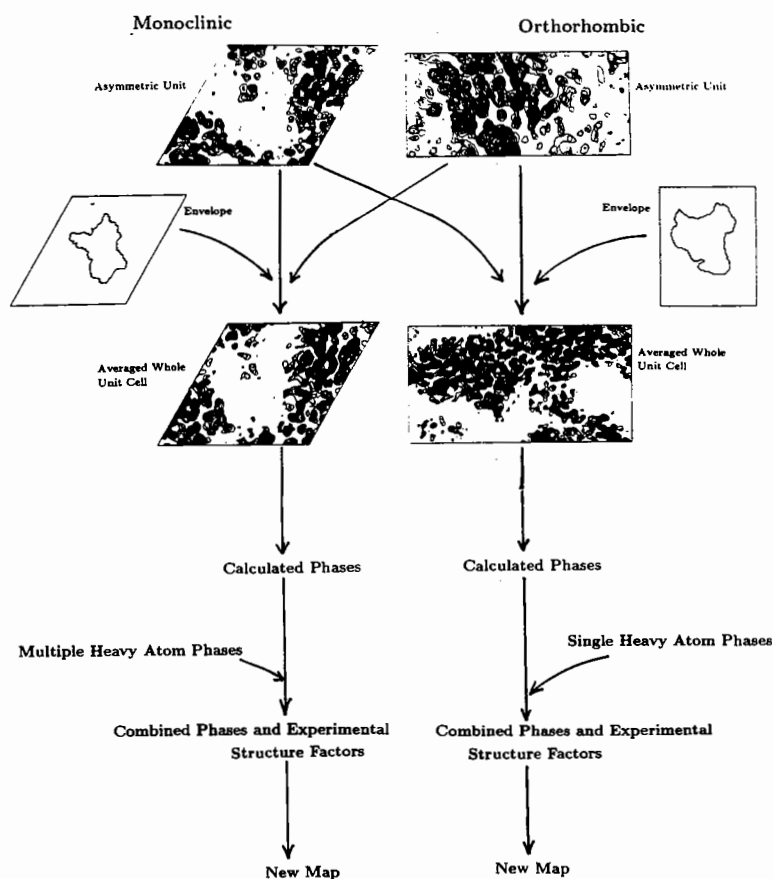 Monoclinic
Orthorhombic
Asymmetric Unit
Asymmetric Unit
Envelope
Envelope
Averaged Whole
Unit Cell
Averaged Whole
Unit Cell
Calculated Phases
Calculated Phases
Multiple Heavy Atom Phases
Single Heavy Atom Phases
Combined Phases and Experimental
Structure Factors
Combined Phases and Experimental
Structure Factors
New Map
New Map